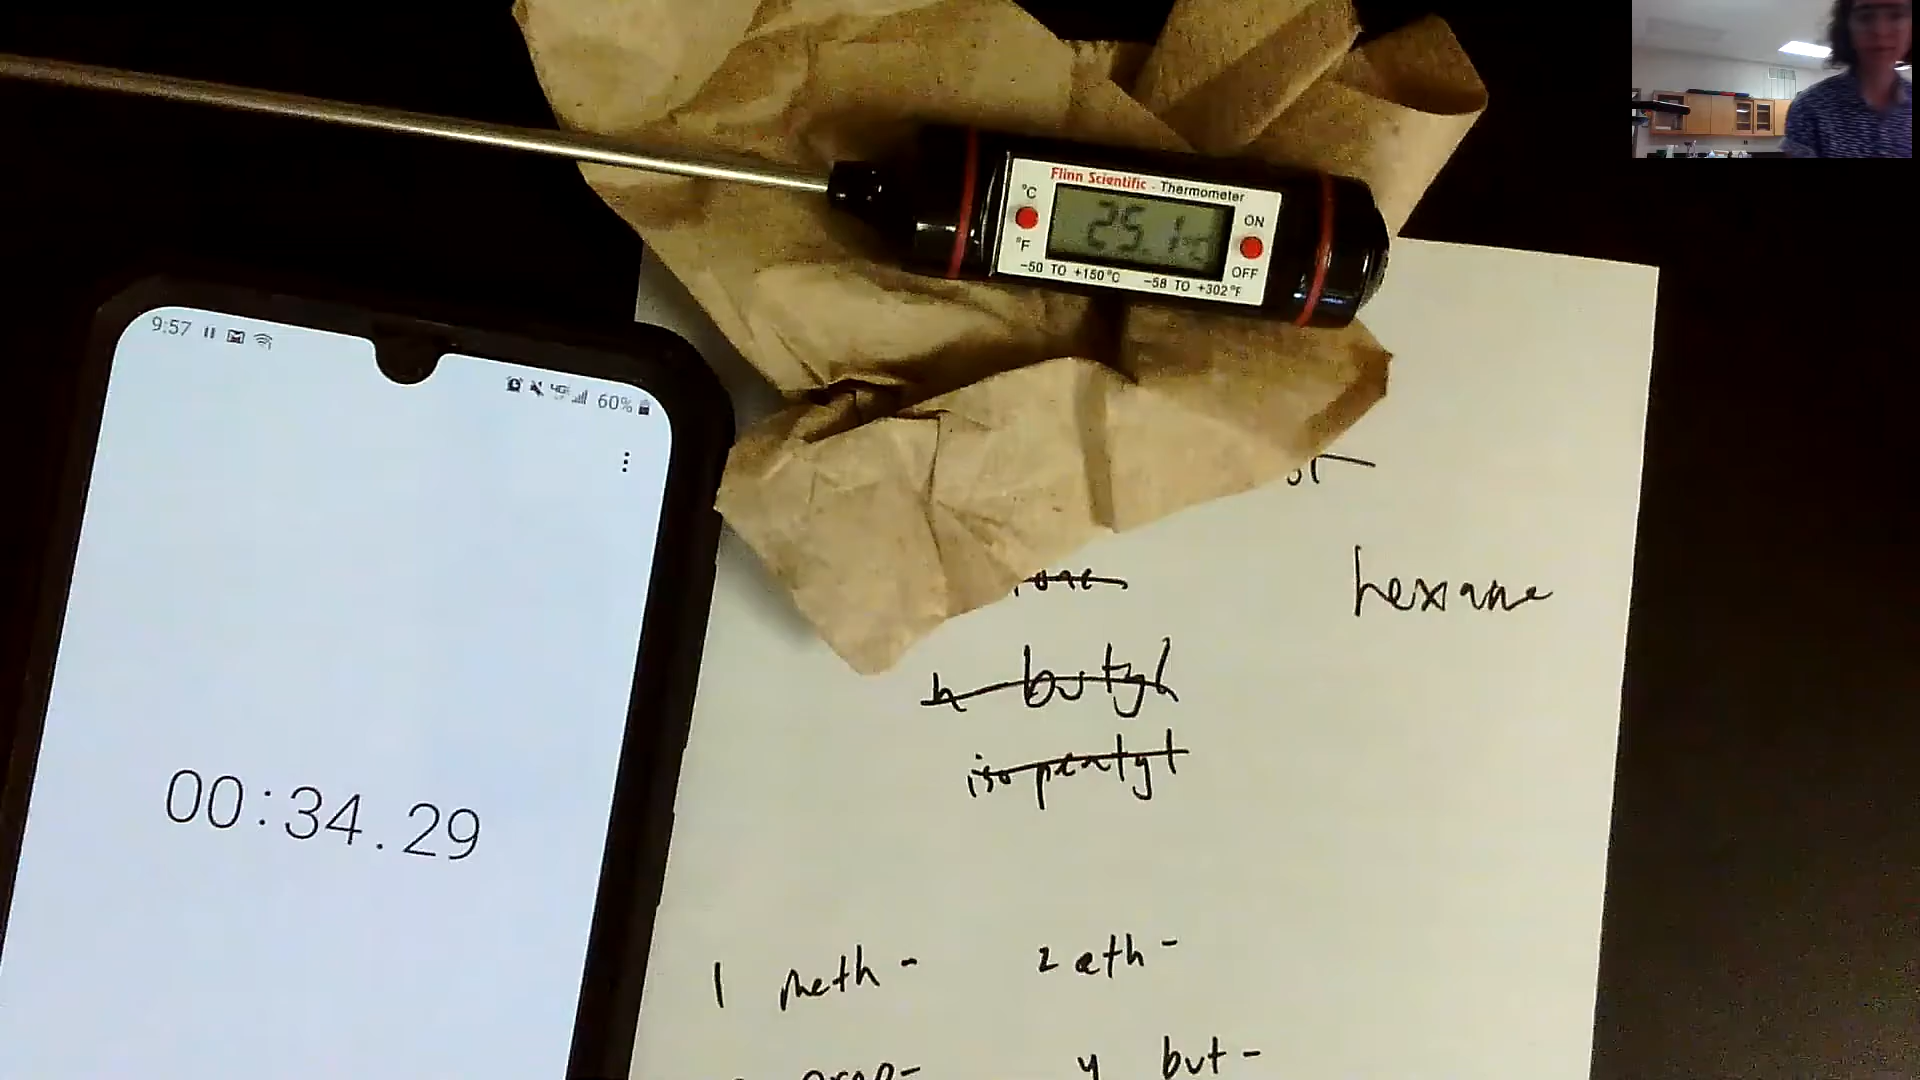 Flinn Scientific - Thermometer
°C
°F
25.1°C
ON
OFF
-50 TO +150°C -58 TO +302°F
9:57
60%
00:34.29
hexane
n butyl
isopentyl
1 meth -
2 eth -
prop-
4 but -